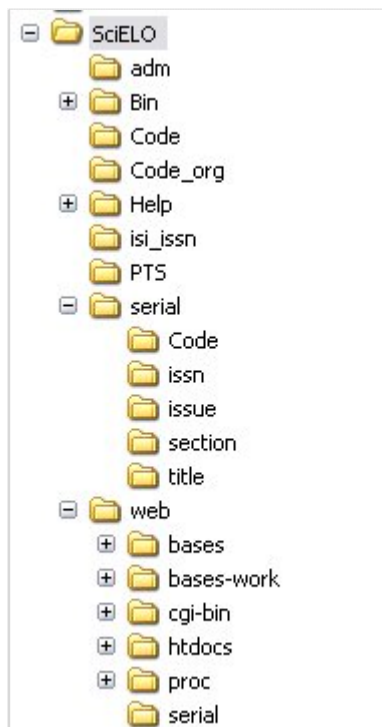 SciELO
adm
Bin
Code
Code_org
Help
isi_issn
PTS
serial
Code
issn
issue
section
title
web
bases
bases-work
cgi-bin
htdocs
proc
serial